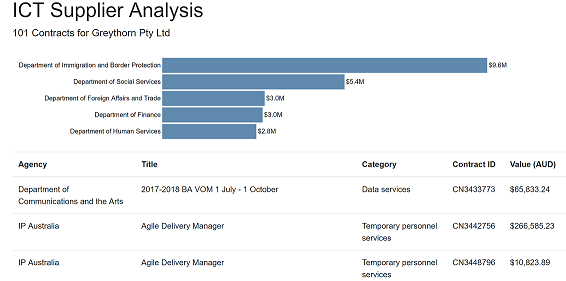 ICT Supplier Analysis
101 Contracts for Greythorn Pty Ltd
Department of Immigration and Border Protection $9.6M
Department of Social Services $5.4M
Department of Foreign Affairs and Trade $3.0M
Department of Finance $3.0M
Department of Human Services $2.8M
Agency Title Category Contract ID Value (AUD)
Department of 2017-2018 BA VOM 1 July - 1 October Data services CN3433773 $65,833.24
Communications and the Arts
IP Australia Agile Delivery Manager Temporary personnel CN3442756 $266,585.23
services
IP Australia Agile Delivery Manager Temporary personnel CN3448796 $10,823.89
services